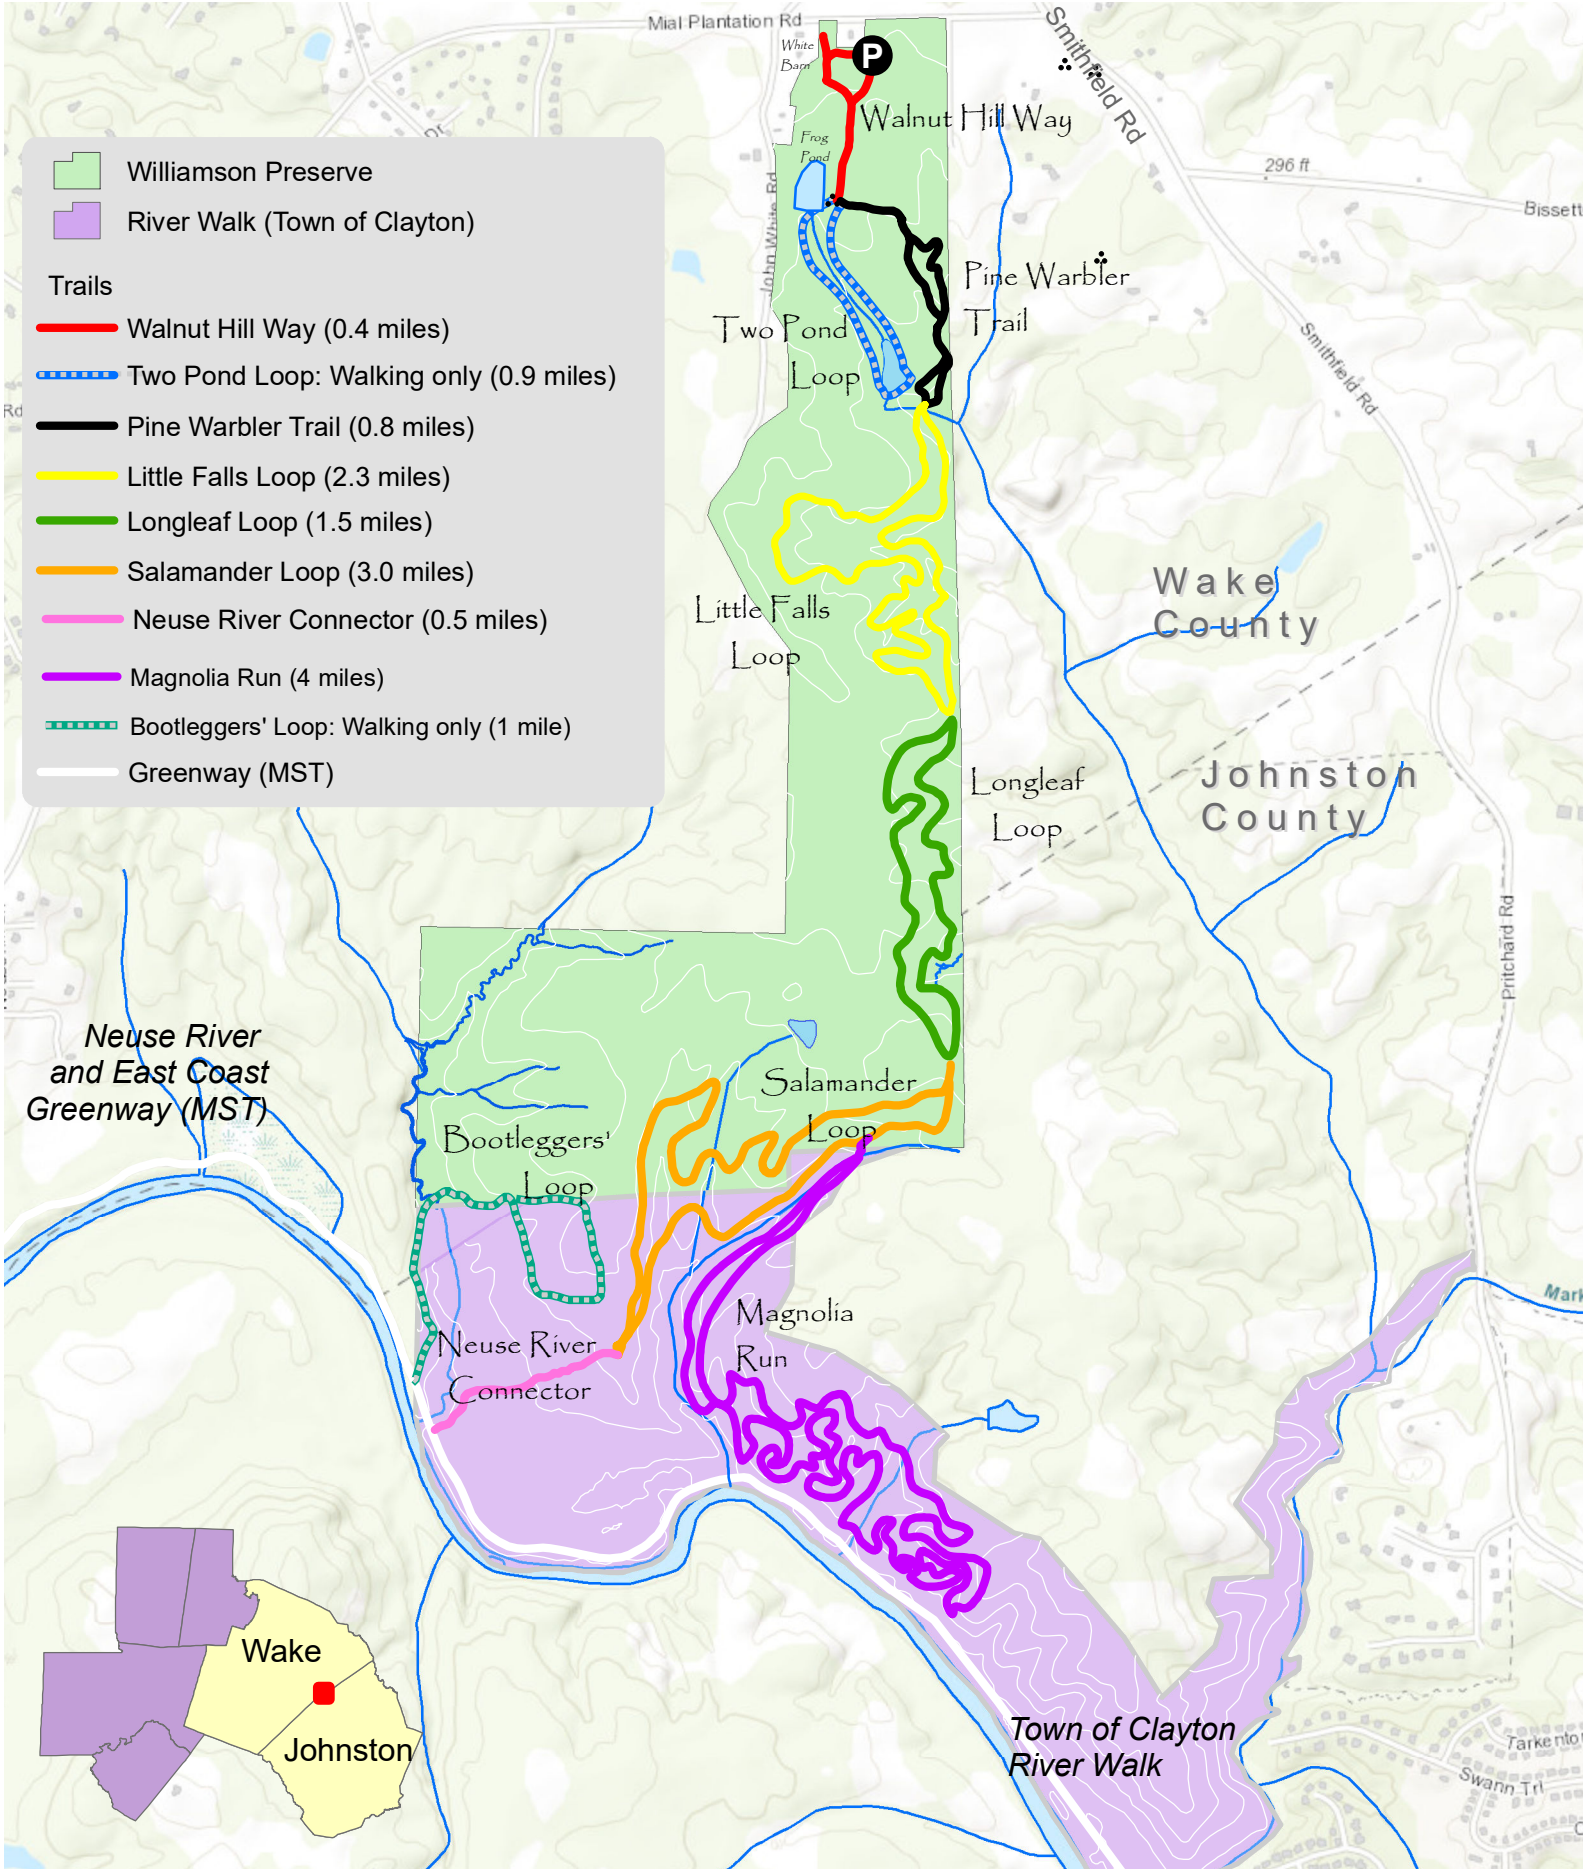 Mial Plantation Rd
Smithfield Rd
White
Barn
P
Walnut Hill Way
Frog
Pond
Dr
296 ft
Bissett
John White Rd
Williamson Preserve
River Walk (Town of Clayton)
Trails
Walnut Hill Way (0.4 miles)
Two Pond Loop: Walking only (0.9 miles)
Pine Warbler Trail (0.8 miles)
Little Falls Loop (2.3 miles)
Longleaf Loop (1.5 miles)
Salamander Loop (3.0 miles)
Neuse River Connector (0.5 miles)
Magnolia Run (4 miles)
Bootleggers' Loop: Walking only (1 mile)
Greenway (MST)
Rd
Pine Warbler
Trail
Two Pond
Loop
Smithfield Rd
Little Falls
Loop
Wake
County
Longleaf
Loop
Johnston
County
Pritchard Rd
Neuse River
and East Coast
Greenway (MST)
Salamander
Loop
Bootleggers'
Loop
Magnolia
Run
Neuse River
Connector
Mark
Wake
Johnston
Town of Clayton
River Walk
Tarkenton
Swann Trl